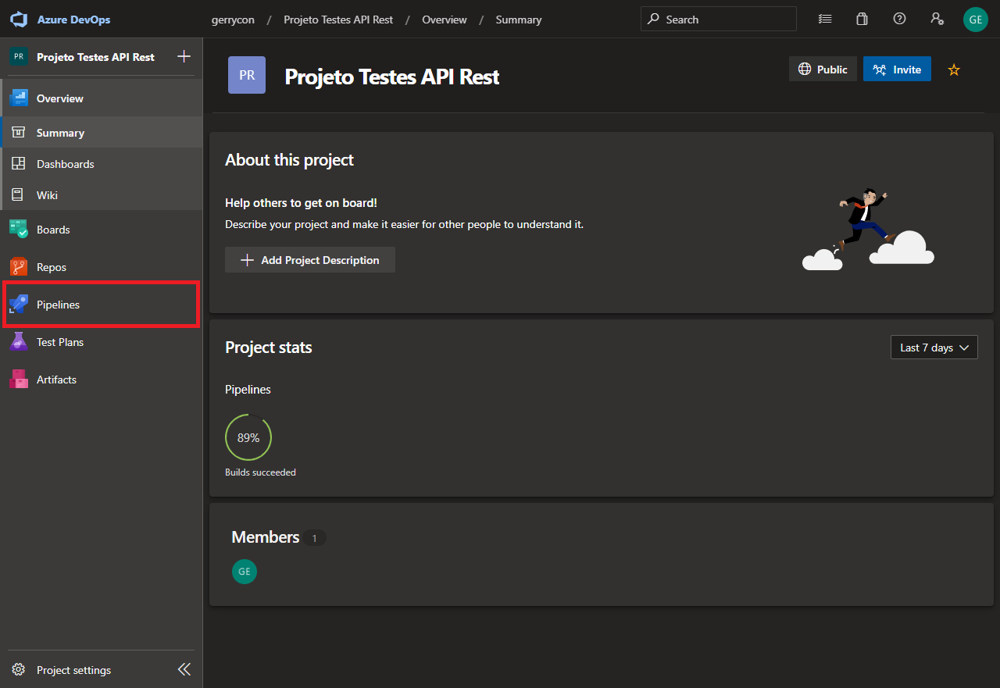 Azure DevOps
gerrycon / Projeto Testes API Rest / Overview / Summary
Search
GE
PR Projeto Testes API Rest
Overview
Summary
Dashboards
Wiki
Boards
Repos
Pipelines
Test Plans
Artifacts
Project settings
PR
Projeto Testes API Rest
Public
Invite
About this project
Help others to get on board!
Describe your project and make it easier for other people to understand it.
Add Project Description
Project stats
Last 7 days
Pipelines
89%
Builds succeeded
Members 1
GE